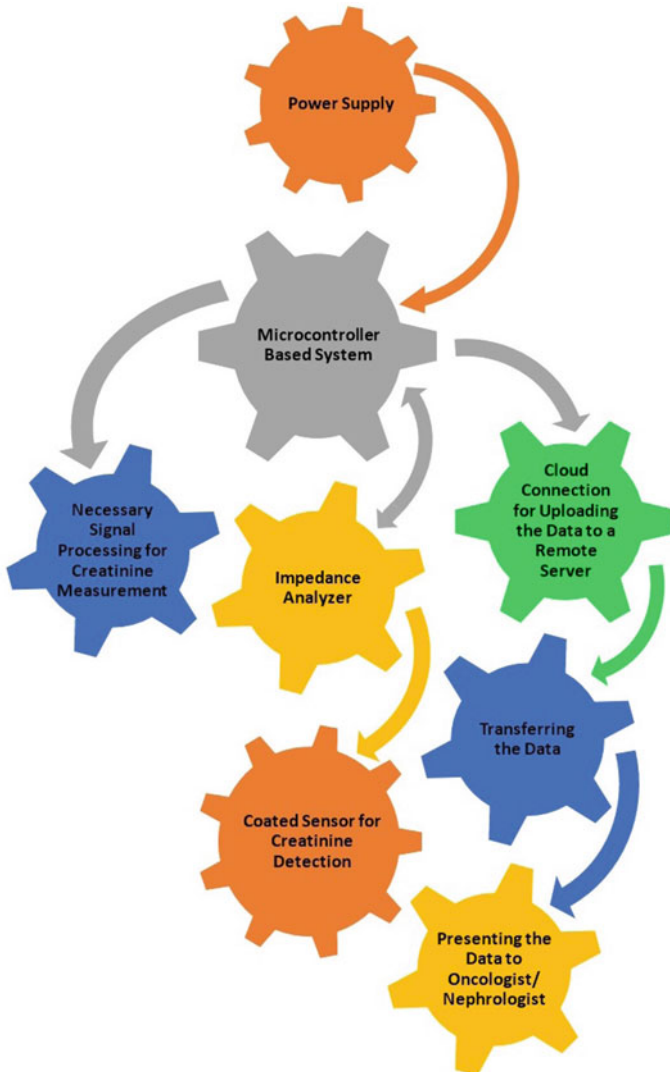 Power Supply
Microcontroller
Based System
Necessary
Signal
Processing for
Creatinine
Measurement
Impedance
Analyzer
Cloud
Connection
for Uploading
the Data to a
Remote
Server
Coated Sensor for
Creatinine
Detection
Transferring
the Data
Presenting the
Data to
Oncologist/
Nephrologist